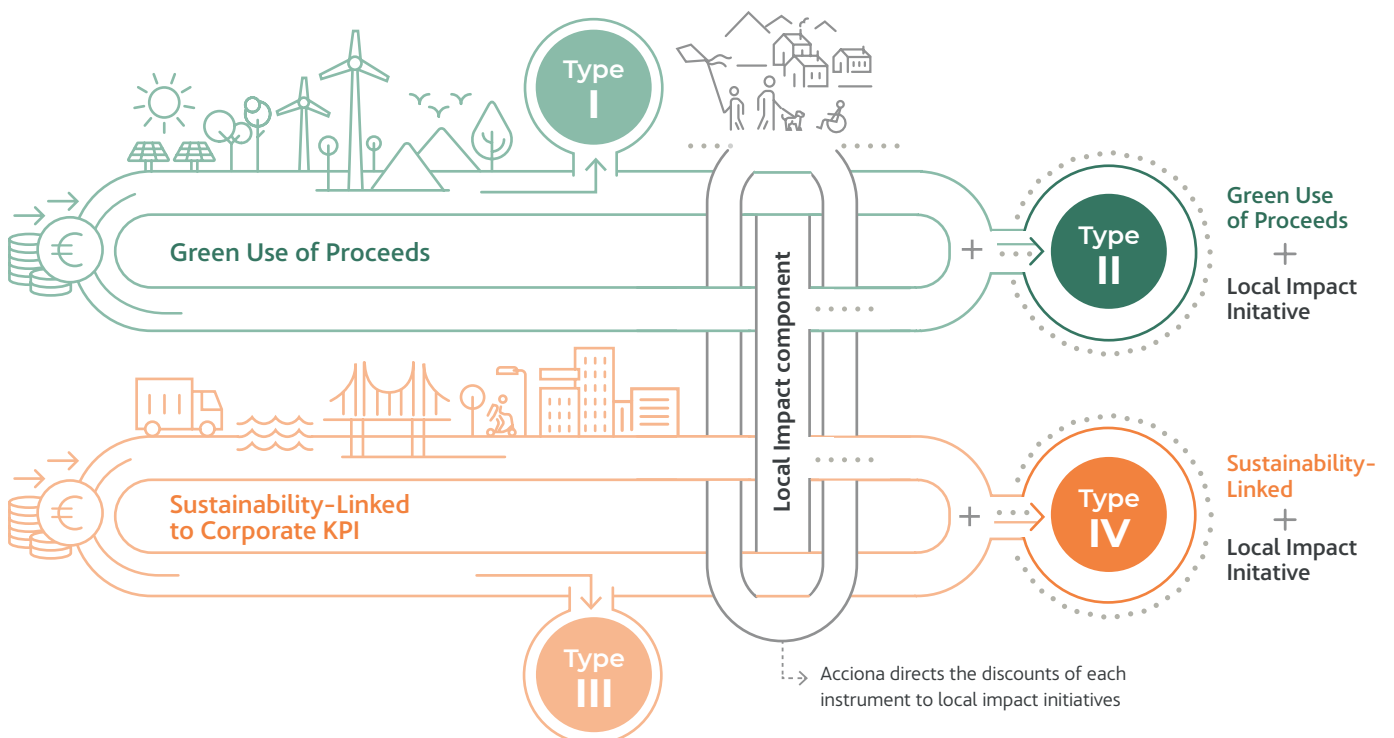 Type
I
Green Use of Proceeds
€
+
Type
II
Green Use
of Proceeds
+
Local Impact
Initative
Local Impact component
Sustainability-Linked
to Corporate KPI
€
+
Type
IV
Sustainability-
Linked
+
Local Impact
Initative
Type
III
Acciona directs the discounts of each
instrument to local impact initiatives